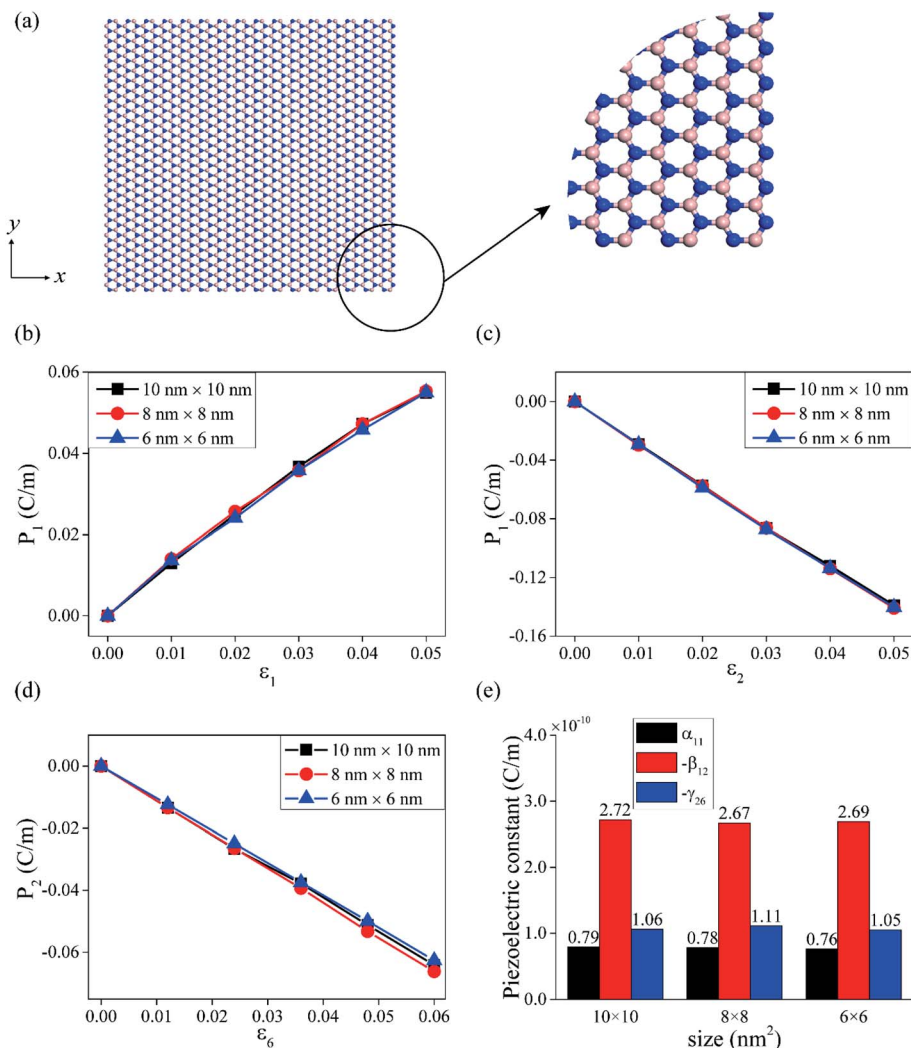 (a)
y
x
(b)
0.06
0.04
0.02
0.00
P₁ (C/m)
10 nm × 10 nm
8 nm × 8 nm
6 nm × 6 nm
0.00 0.01 0.02 0.03 0.04 0.05
ε₁
(c)
0.00
-0.04
-0.08
-0.12
-0.16
P₁ (C/m)
10 nm × 10 nm
8 nm × 8 nm
6 nm × 6 nm
0.00 0.01 0.02 0.03 0.04 0.05
ε₂
(d)
0.00
-0.02
-0.04
-0.06
P₂ (C/m)
10 nm × 10 nm
8 nm × 8 nm
6 nm × 6 nm
0.00 0.01 0.02 0.03 0.04 0.05 0.06
ε₆
(e)
×10⁻¹⁰
4.0
3.0
2.0
1.0
0.0
Piezoelectric constant (C/m)
α₁₁
-β₁₂
-γ₂₆
2.72 2.67 2.69
0.79 1.06 0.78 1.11 0.76 1.05
10×10 8×8 6×6
size (nm²)